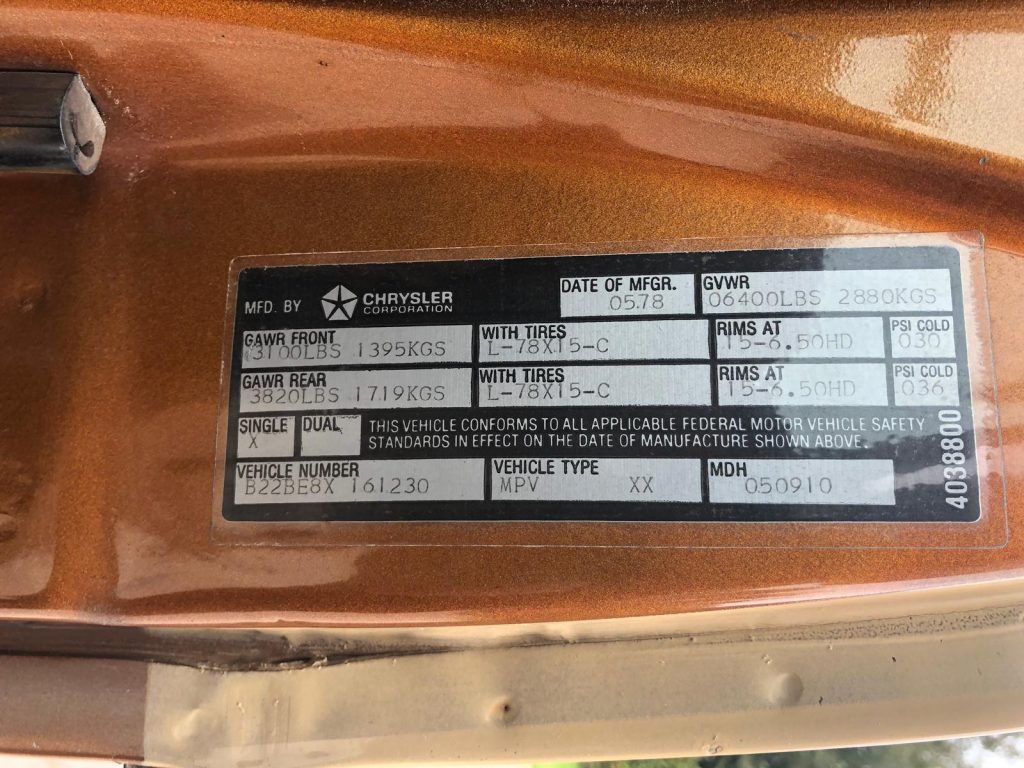 MFD. BY CHRYSLER CORPORATION
DATE OF MFGR. 05.78
GVWR 06400LBS 2880KGS
GAWR FRONT 3100LBS 1395KGS
WITH TIRES L-78X15-C
RIMS AT 15-6.50HD
PSI COLD 030
GAWR REAR 3820LBS 1719KGS
WITH TIRES L-78X15-C
RIMS AT 15-6.50HD
PSI COLD 036
SINGLE X DUAL
THIS VEHICLE CONFORMS TO ALL APPLICABLE FEDERAL MOTOR VEHICLE SAFETY
STANDARDS IN EFFECT ON THE DATE OF MANUFACTURE SHOWN ABOVE.
VEHICLE NUMBER B22BE8X 161230
VEHICLE TYPE MPV XX
MDH 050910
4038800